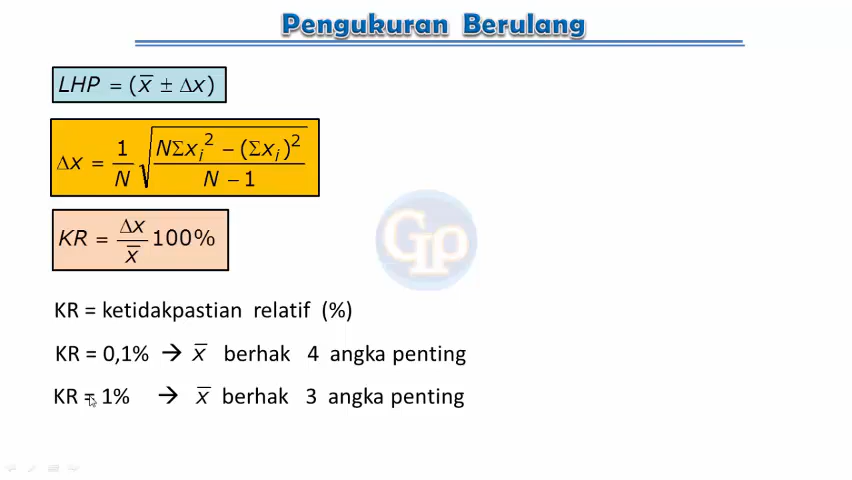 Pengukuran Berulang
LHP = (x̅ ± Δx)
Δx = 1/N √((NΣxᵢ² − (Σxᵢ)²)/(N − 1))
KR = Δx/x̅ 100%
GIP
KR = ketidakpastian relatif (%)
KR = 0,1% → x̅ berhak 4 angka penting
KR = 1% → x̅ berhak 3 angka penting